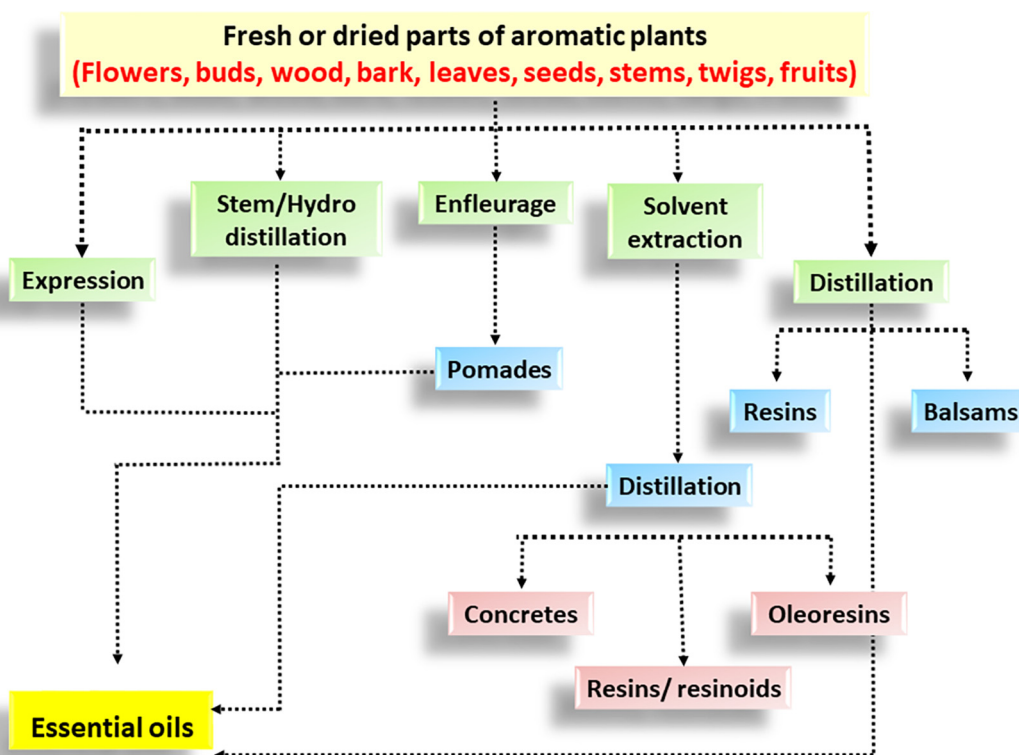 Fresh or dried parts of aromatic plants
(Flowers, buds, wood, bark, leaves, seeds, stems, twigs, fruits)
Stem/Hydro
distillation
Enfleurage
Solvent
extraction
Expression
Distillation
Pomades
Resins
Balsams
Distillation
Concretes
Oleoresins
Resins/ resinoids
Essential oils